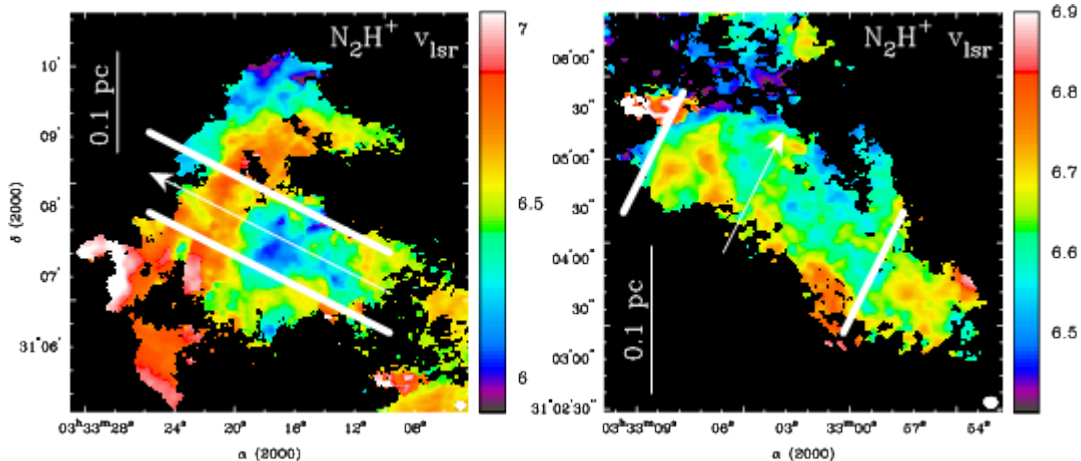 N₂H⁺ v_lsr
7
6.5
6
0.1 pc
10'
09'
08'
07'
31°06'
δ (2000)
03ʰ33ᵐ28ˢ
24ˢ
20ˢ
16ˢ
12ˢ
08ˢ
α (2000)
N₂H⁺ v_lsr
6.9
6.8
6.7
6.6
6.5
0.1 pc
06'00"
30"
05'00"
30"
04'00"
30"
03'00"
31°02'30"
03ʰ33ᵐ09ˢ
06ˢ
03ˢ
33ᵐ00ˢ
57ˢ
54ˢ
α (2000)